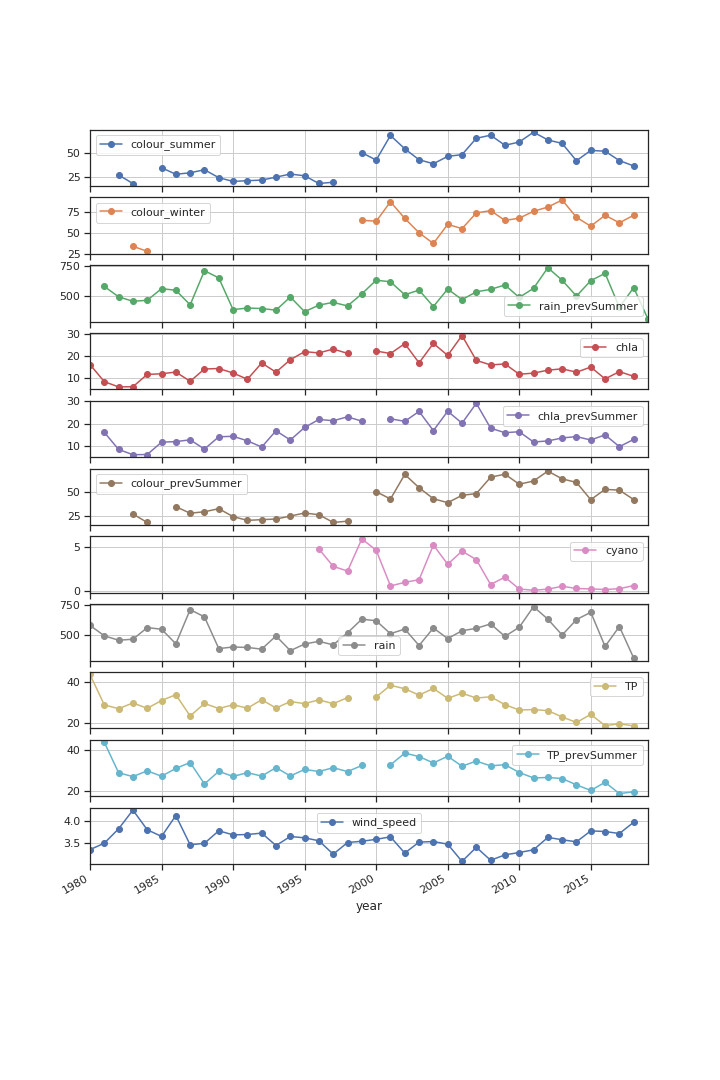 colour_summer
50
25
colour_winter
75
50
25
750
500
rain_prevSummer
30
20
10
chla
30
20
10
chla_prevSummer
colour_prevSummer
50
25
5
0
cyano
750
500
rain
40
20
TP
40
20
TP_prevSummer
4.0
3.5
wind_speed
1980 1985 1990 1995 2000 2005 2010 2015
year